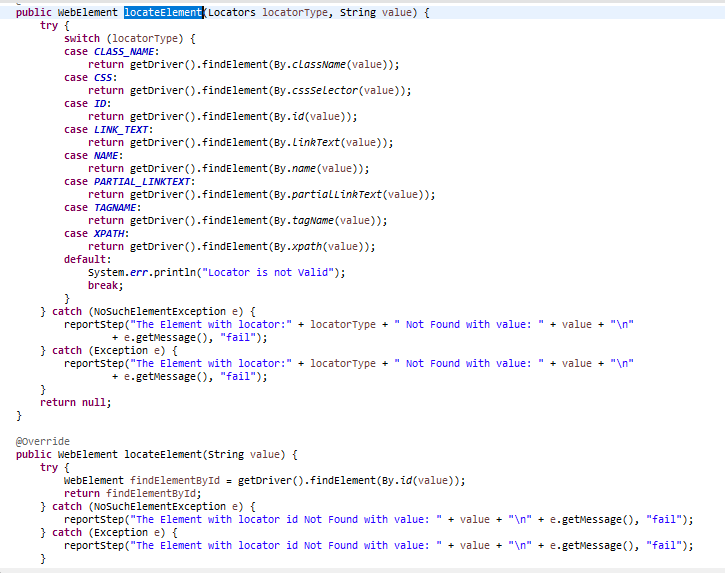 public WebElement locateElement(Locators locatorType, String value) {
    try {
        switch (locatorType) {
        case CLASS_NAME:
            return getDriver().findElement(By.className(value));
        case CSS:
            return getDriver().findElement(By.cssSelector(value));
        case ID:
            return getDriver().findElement(By.id(value));
        case LINK_TEXT:
            return getDriver().findElement(By.linkText(value));
        case NAME:
            return getDriver().findElement(By.name(value));
        case PARTIAL_LINKTEXT:
            return getDriver().findElement(By.partialLinkText(value));
        case TAGNAME:
            return getDriver().findElement(By.tagName(value));
        case XPATH:
            return getDriver().findElement(By.xpath(value));
        default:
            System.err.println("Locator is not Valid");
            break;
        }
    } catch (NoSuchElementException e) {
        reportStep("The Element with locator:" + locatorType + " Not Found with value: " + value + "\n"
                + e.getMessage(), "fail");
    } catch (Exception e) {
        reportStep("The Element with locator:" + locatorType + " Not Found with value: " + value + "\n"
                + e.getMessage(), "fail");
    }
    return null;
}
@Override
public WebElement locateElement(String value) {
    try {
        WebElement findElementById = getDriver().findElement(By.id(value));
        return findElementById;
    } catch (NoSuchElementException e) {
        reportStep("The Element with locator id Not Found with value: " + value + "\n" + e.getMessage(), "fail");
    } catch (Exception e) {
        reportStep("The Element with locator id Not Found with value: " + value + "\n" + e.getMessage(), "fail");
    }